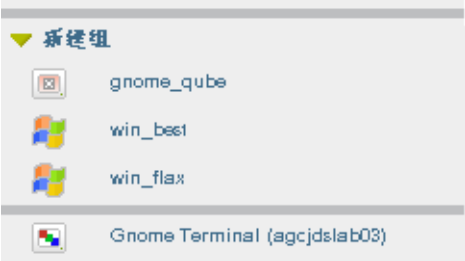 新建组
gnome_qube
win_best
win_flax
Gnome Terminal (agcjdslab03)